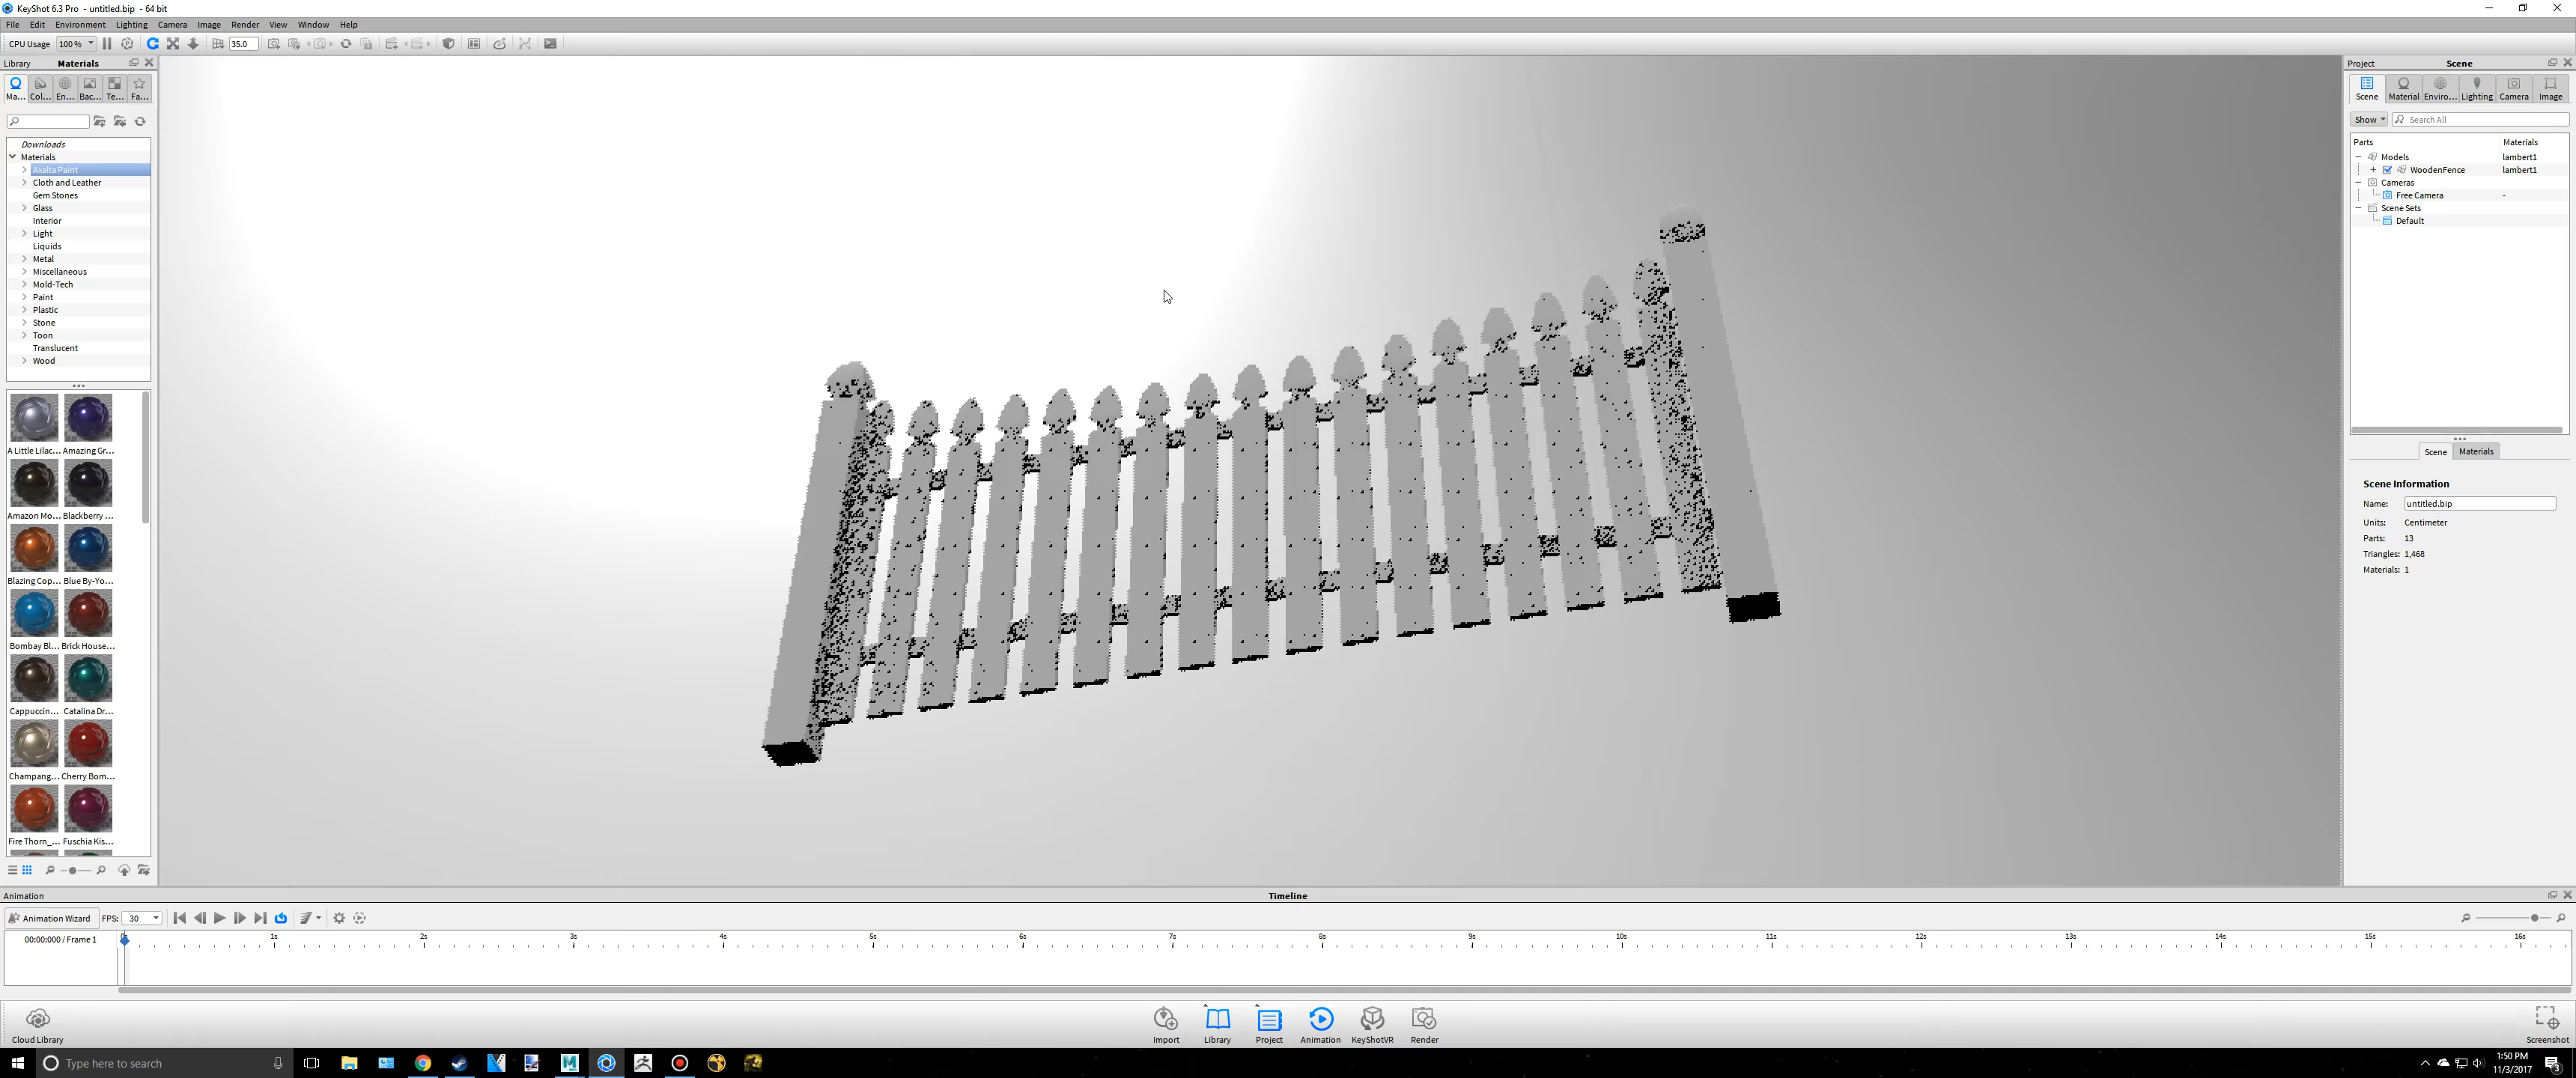 KeyShot 6.3 Pro - untitled.bip - 64 bit
File Edit Environment Lighting Camera Image Render View Window Help
CPU Usage 100 % 35.0
Library Materials
Ma... Col... En... Bac... Te... Fa...
Downloads
Materials
Axalta Paint
Cloth and Leather
Gem Stones
Glass
Interior
Light
Liquids
Metal
Miscellaneous
Mold-Tech
Paint
Plastic
Stone
Toon
Translucent
Wood
A Little Lilac... Amazing Gr...
Amazon Mo... Blackberry ...
Blazing Cop... Blue By-Yo...
Bombay Bl... Brick House...
Cappuccin... Catalina Dr...
Champang... Cherry Bom...
Fire Thorn_... Fuschia Kis...
Project Scene
Scene Material Enviro... Lighting Camera Image
Show Search All
Parts Materials
Models lambert1
WoodenFence lambert1
Cameras
Free Camera -
Scene Sets
Default
Scene Materials
Scene Information
Name: untitled.bip
Units: Centimeter
Parts: 13
Triangles: 1,468
Materials: 1
Animation Timeline
Animation Wizard FPS: 30
00:00:000 / Frame 1 0s 1s 2s 3s 4s 5s 6s 7s 8s 9s 10s 11s 12s 13s 14s 15s 16s
Cloud Library Import Library Project Animation KeyShotVR Render Screenshot
Type here to search
1:50 PM
11/3/2017
3